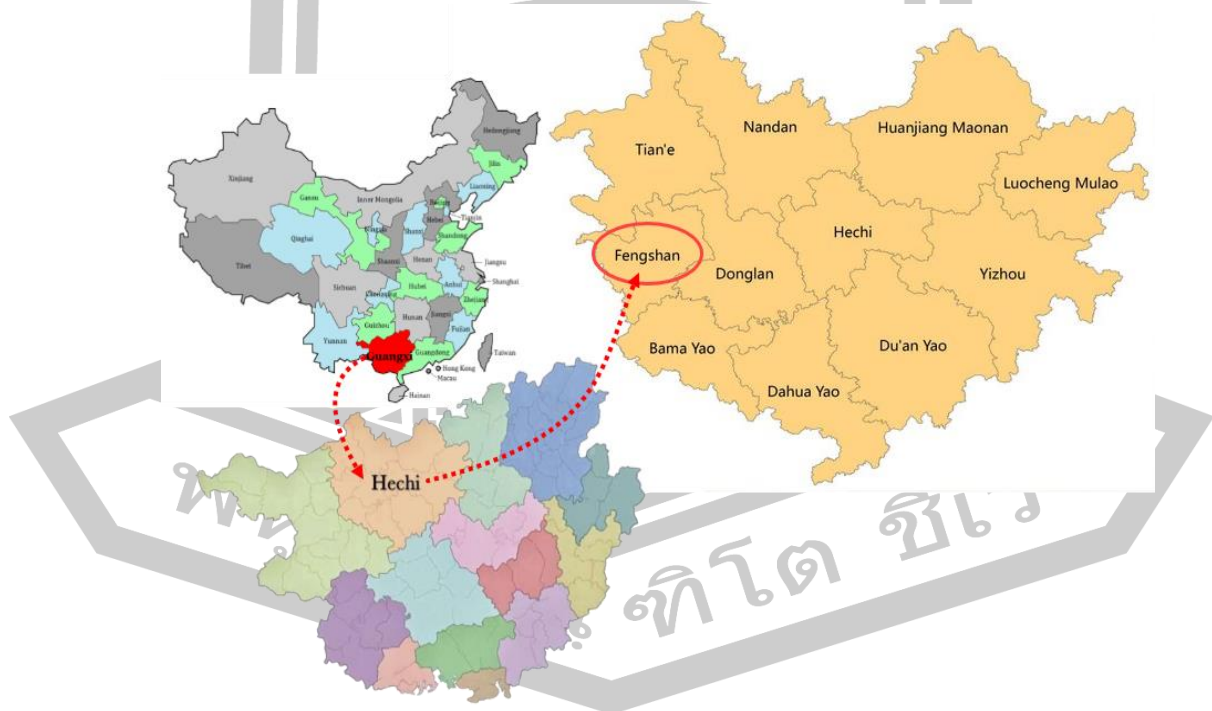 Heilongjiang
Jilin
Liaoning
Xinjiang
Gansu
Inner Mongolia
Beijing
Tianjin
Hebei
Shanxi
Ningxia
Shandong
Qinghai
Shaanxi
Henan
Jiangsu
Shanghai
Tibet
Sichuan
Hubei
Anhui
Zhejiang
Hunan
Jiangxi
Guizhou
Fujian
Yunnan
Guangxi
Guangdong
Taiwan
Hong Kong
Macau
Hainan
Nandan
Huanjiang Maonan
Tian'e
Luocheng Mulao
Hechi
Fengshan
Donglan
Yizhou
Bama Yao
Du'an Yao
Dahua Yao
Hechi